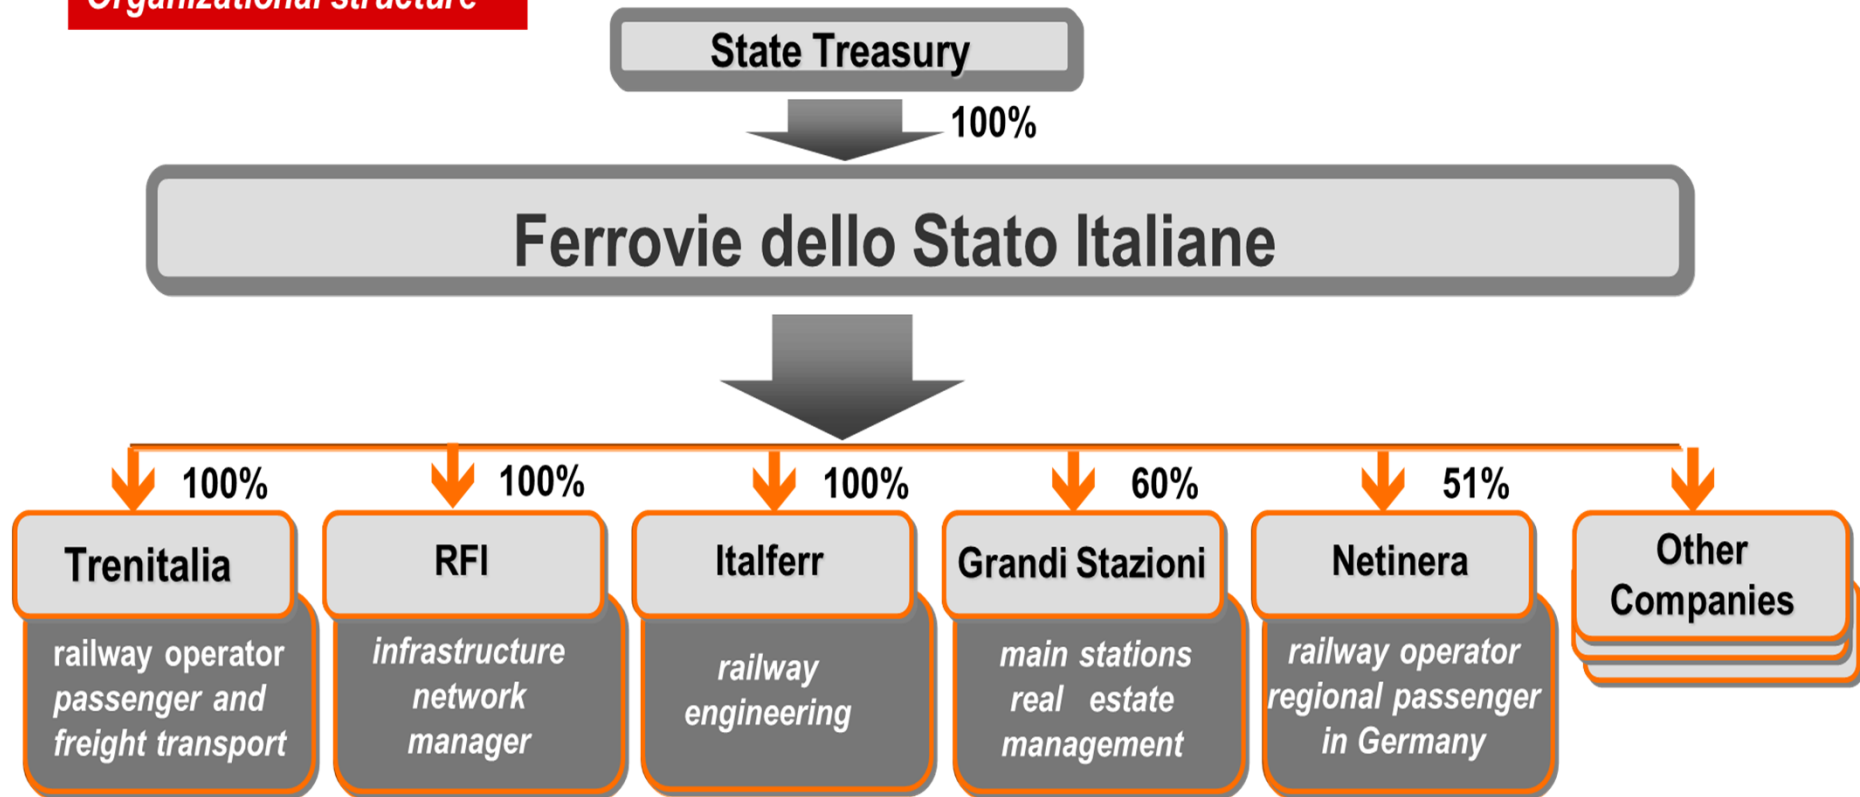 Organizational structure
State Treasury
100%
Ferrovie dello Stato Italiane
100%
100%
100%
60%
51%
Trenitalia
railway operator
passenger and
freight transport
RFI
infrastructure
network
manager
Italferr
railway
engineering
Grandi Stazioni
main stations
real estate
management
Netinera
railway operator
regional passenger
in Germany
Other
Companies